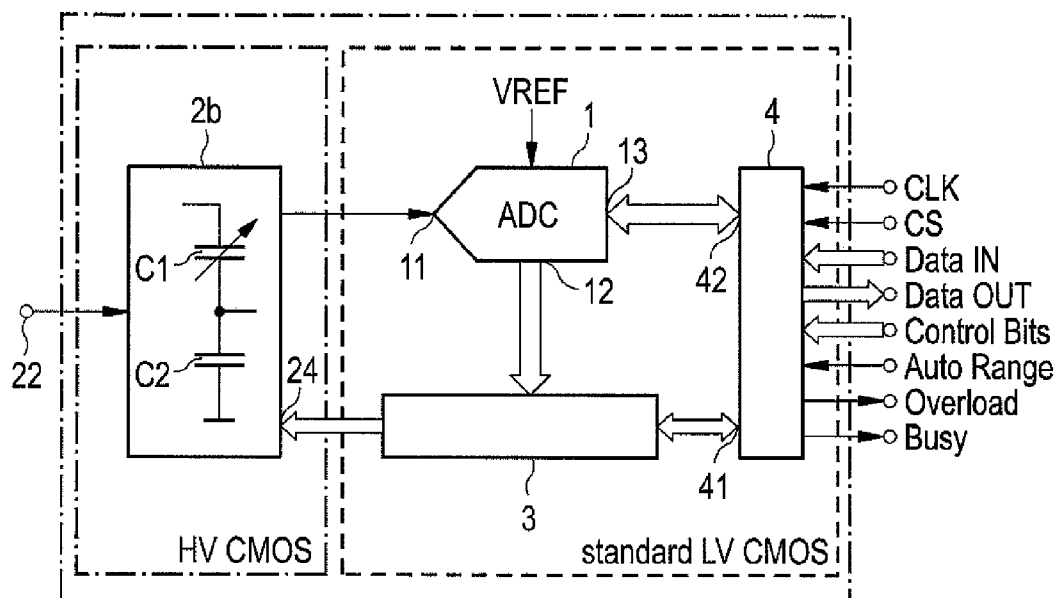 VREF
2b
1
4
13
ADC
CLK
CS
C1
11
12
42
Data IN
Data OUT
22
C2
24
Control Bits
Auto Range
Overload
Busy
3
41
HV CMOS
standard LV CMOS